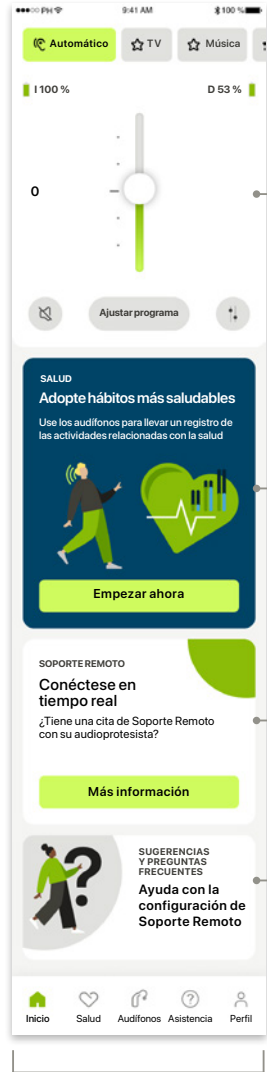 PH 9:41 AM 100 %
Automático TV Música
I 100 % D 53 %
0
Ajustar programa
SALUD
Adopte hábitos más saludables
Use los audífonos para llevar un registro de
las actividades relacionadas con la salud
Empezar ahora
SOPORTE REMOTO
Conéctese en
tiempo real
¿Tiene una cita de Soporte Remoto
con su audioprotesista?
Más información
SUGERENCIAS
Y PREGUNTAS
FRECUENTES
Ayuda con la
configuración de
Soporte Remoto
Inicio Salud Audífonos Asistencia Perfil